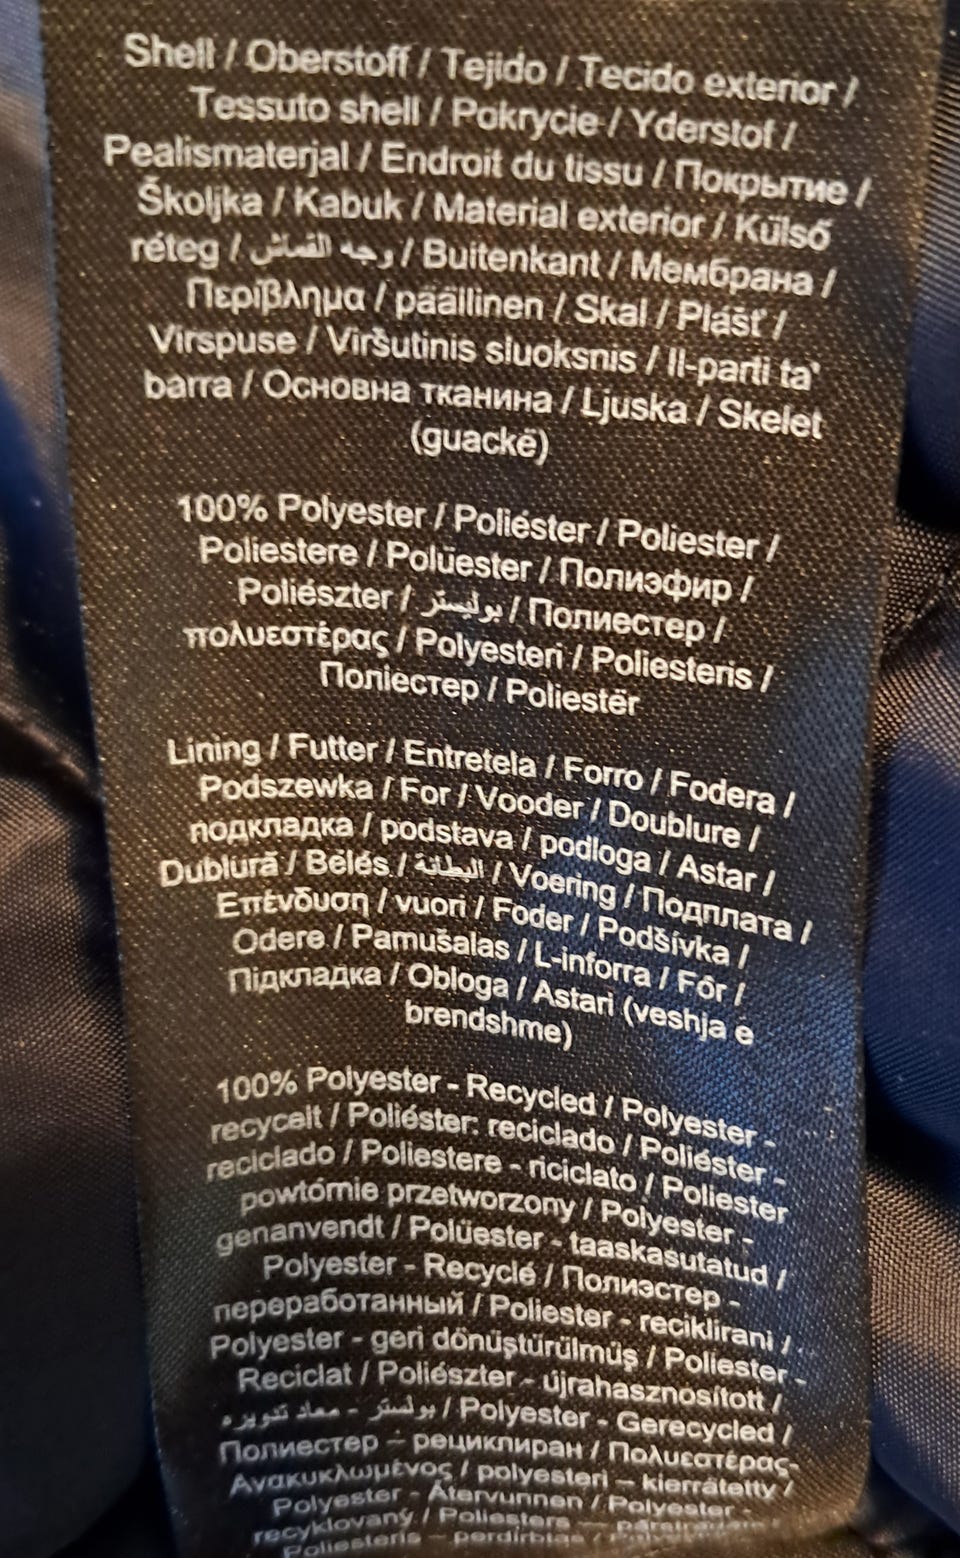 Shell / Oberstoff / Tejido / Tecido exterior /
Tessuto shell / Pokrycie / Yderstof /
Pealismaterjal / Endroit du tissu / Покрытие /
Školjka / Kabuk / Material exterior / Külső
réteg / وجه القماش / Buitenkant / Мембрана /
Περίβλημα / päällinen / Skal / Plášť /
Virspuse / Viršutinis sluoksnis / Il-parti ta'
barra / Основна тканина / Ljuska / Skelet
(guackë)
100% Polyester / Poliéster / Poliester /
Poliestere / Polüester / Полиэфир /
Poliészter / بوليستر / Полиестер /
πολυεστέρας / Polyesteri / Poliesteris /
Поліестер / Poliestër
Lining / Futter / Entretela / Forro / Fodera /
Podszewka / For / Vooder / Doublure /
подкладка / podstava / podloga / Astar /
Dublură / Bélés / البطانة / Voering / Подплата /
Επένδυση / vuori / Foder / Podšívka /
Odere / Pamušalas / L-inforra / Fôr /
Підкладка / Obloga / Astari (veshja e
brendshme)
100% Polyester - Recycled / Polyester -
recycelt / Poliéster: reciclado / Poliéster -
reciclado / Poliestere - riciclato / Poliester
powtórnie przetworzony / Polyester -
genanvendt / Polüester - taaskasutatud /
Polyester - Recyclé / Полиэстер -
переработанный / Poliester - reciklirani /
Polyester - geri dönüştürülmüş / Poliester -
Reciclat / Poliészter - újrahasznosított /
بوليستر - معاد تدويره / Polyester - Gerecycled /
Полиестер – рециклиран / Πολυεστέρας-
Ανακυκλωμένος / polyesteri – kierrätetty /
Polyester - Återvunnen / Polyester -
recyklovaný / Poliesters –
Poliesteris –